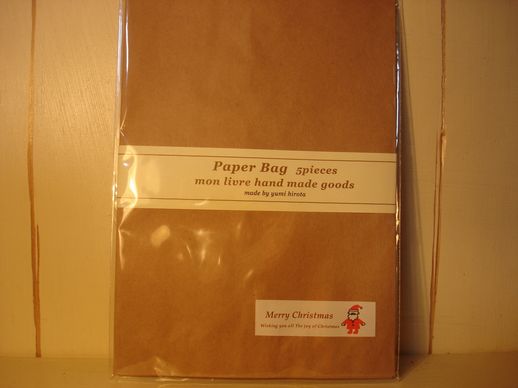 Paper Bag 5pieces
mon livre hand made goods
made by yumi hirota
Merry Christmas
Wishing you all The Joy of Christmas